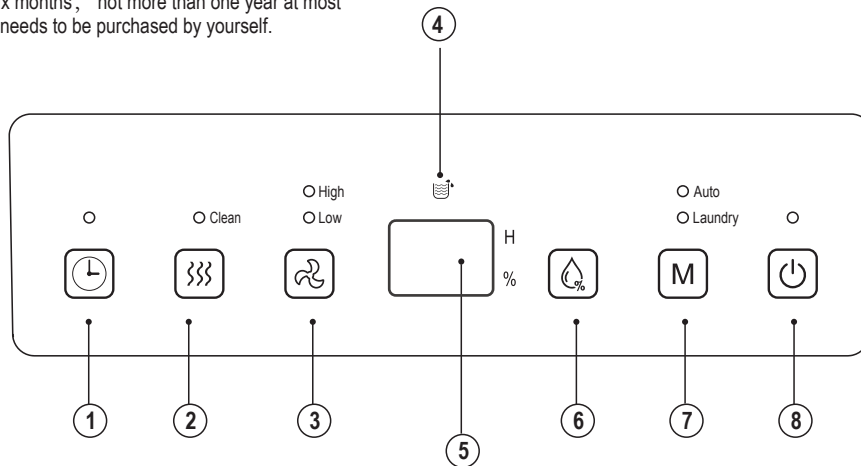 x months， not more than one year at most
needs to be purchased by yourself.
4
High
Auto
Clean
Low
H
Laundry
M
%
%
1
2
3
5
6
7
8